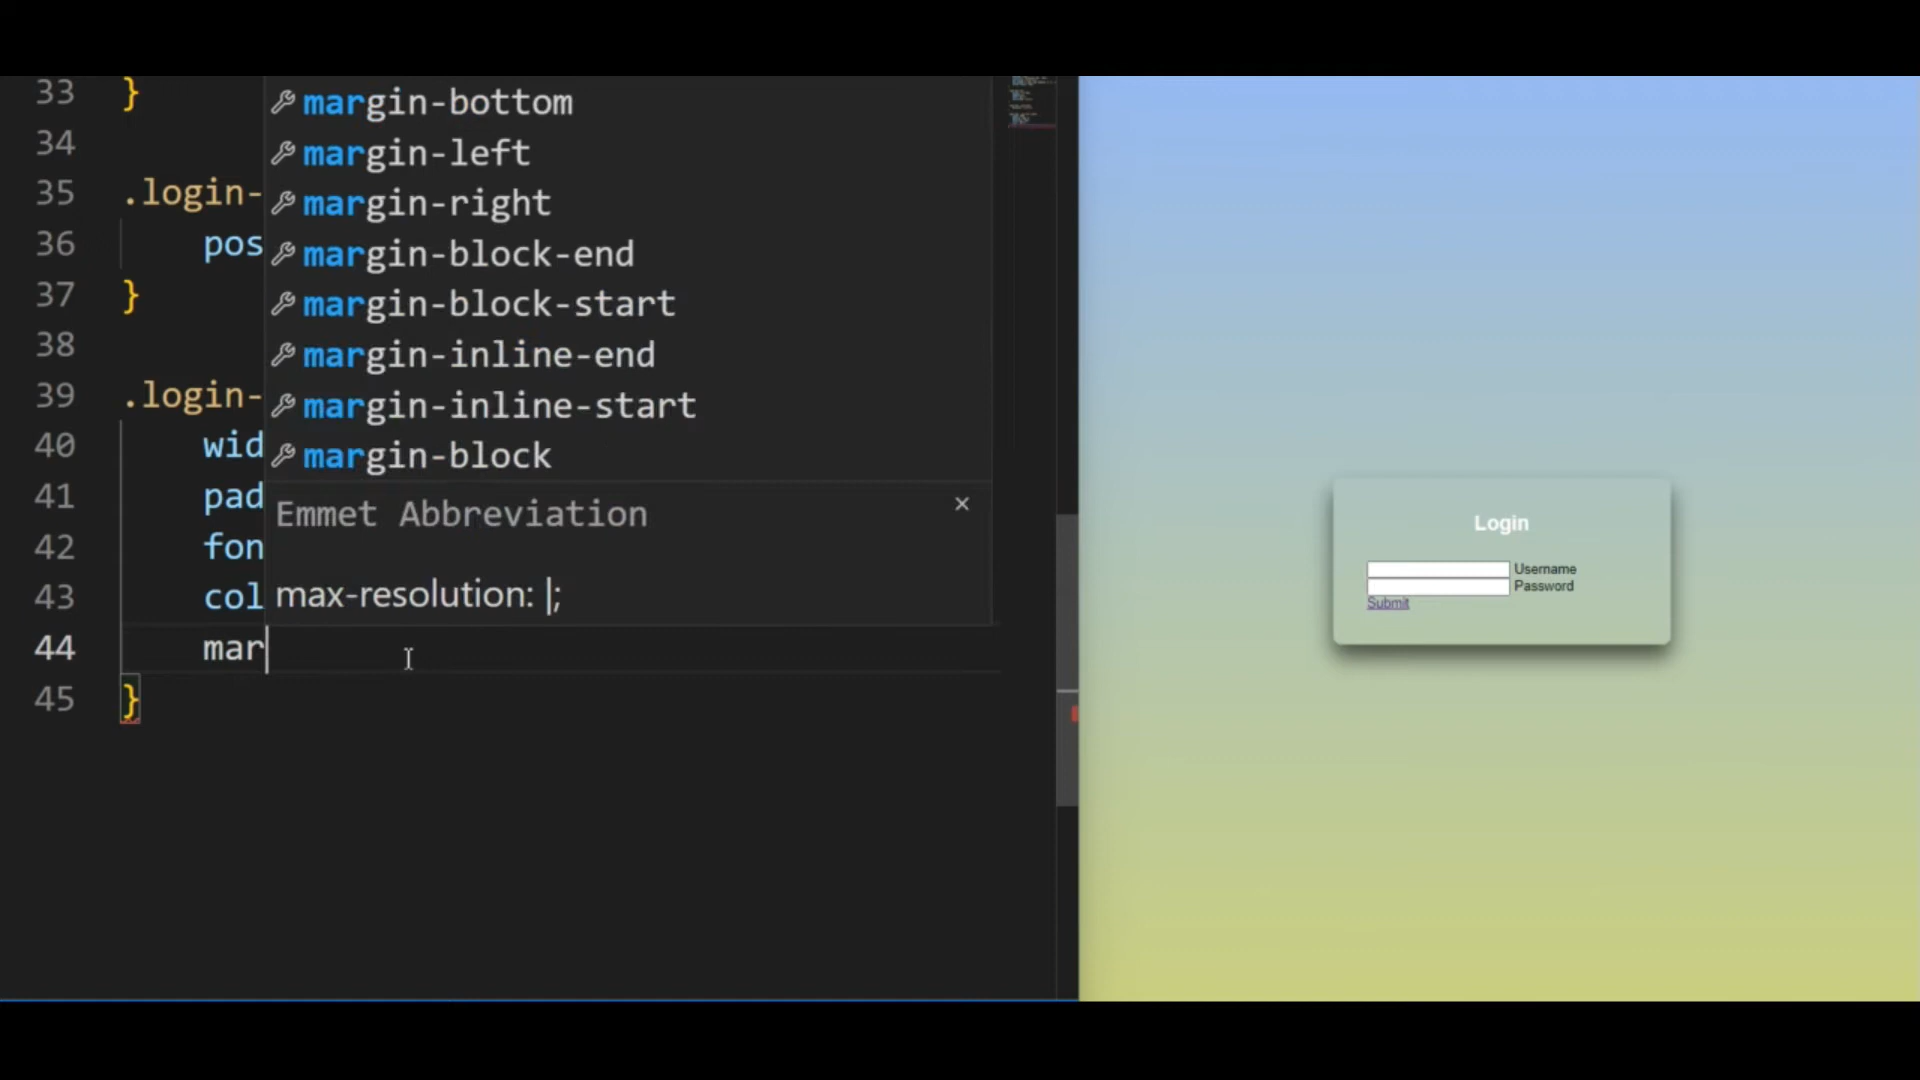 33 }
34
35 .login-
36 pos
37 }
38
39 .login-
40 wid
41 pad
42 fon
43 col
44 mar
45 }
margin-bottom
margin-left
margin-right
margin-block-end
margin-block-start
margin-inline-end
margin-inline-start
margin-block
Emmet Abbreviation ×
max-resolution: |;
Login
Username
Password
Submit